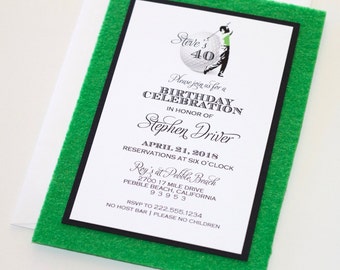 Steve's
40
Please join us for a
BIRTHDAY
CELEBRATION
IN HONOR OF
Stephen Driver
APRIL 21, 2018
RESERVATIONS AT SIX O'CLOCK
Roy's at Pebble Beach
2700 17 MILE DRIVE
PEBBLE BEACH, CALIFORNIA
93953
RSVP TO 222.555.1234
NO HOST BAR | PLEASE NO CHILDREN